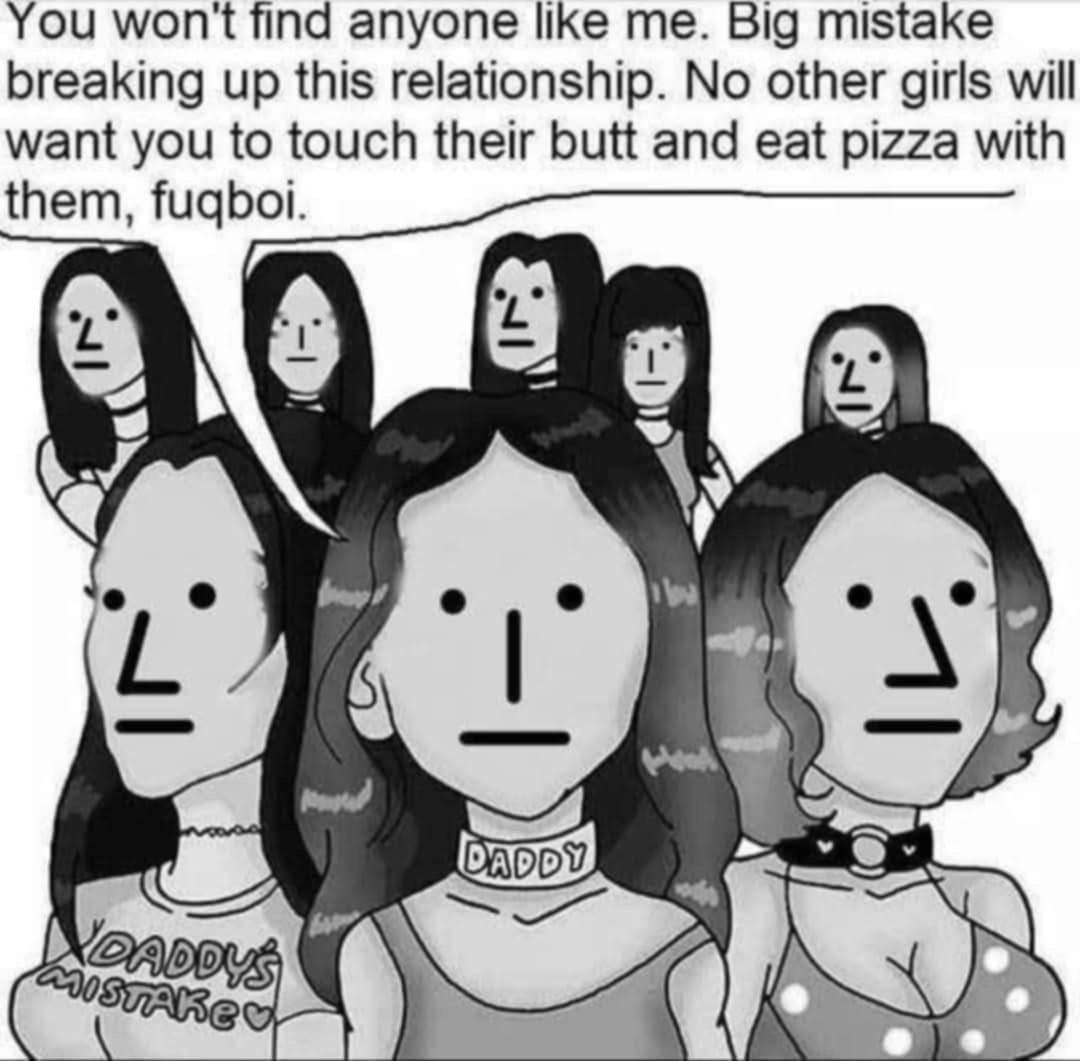 You won't find anyone like me. Big mistake
breaking up this relationship. No other girls will
want you to touch their butt and eat pizza with
them, fuqboi.
DADDY
DADDY'S
MISTAKE